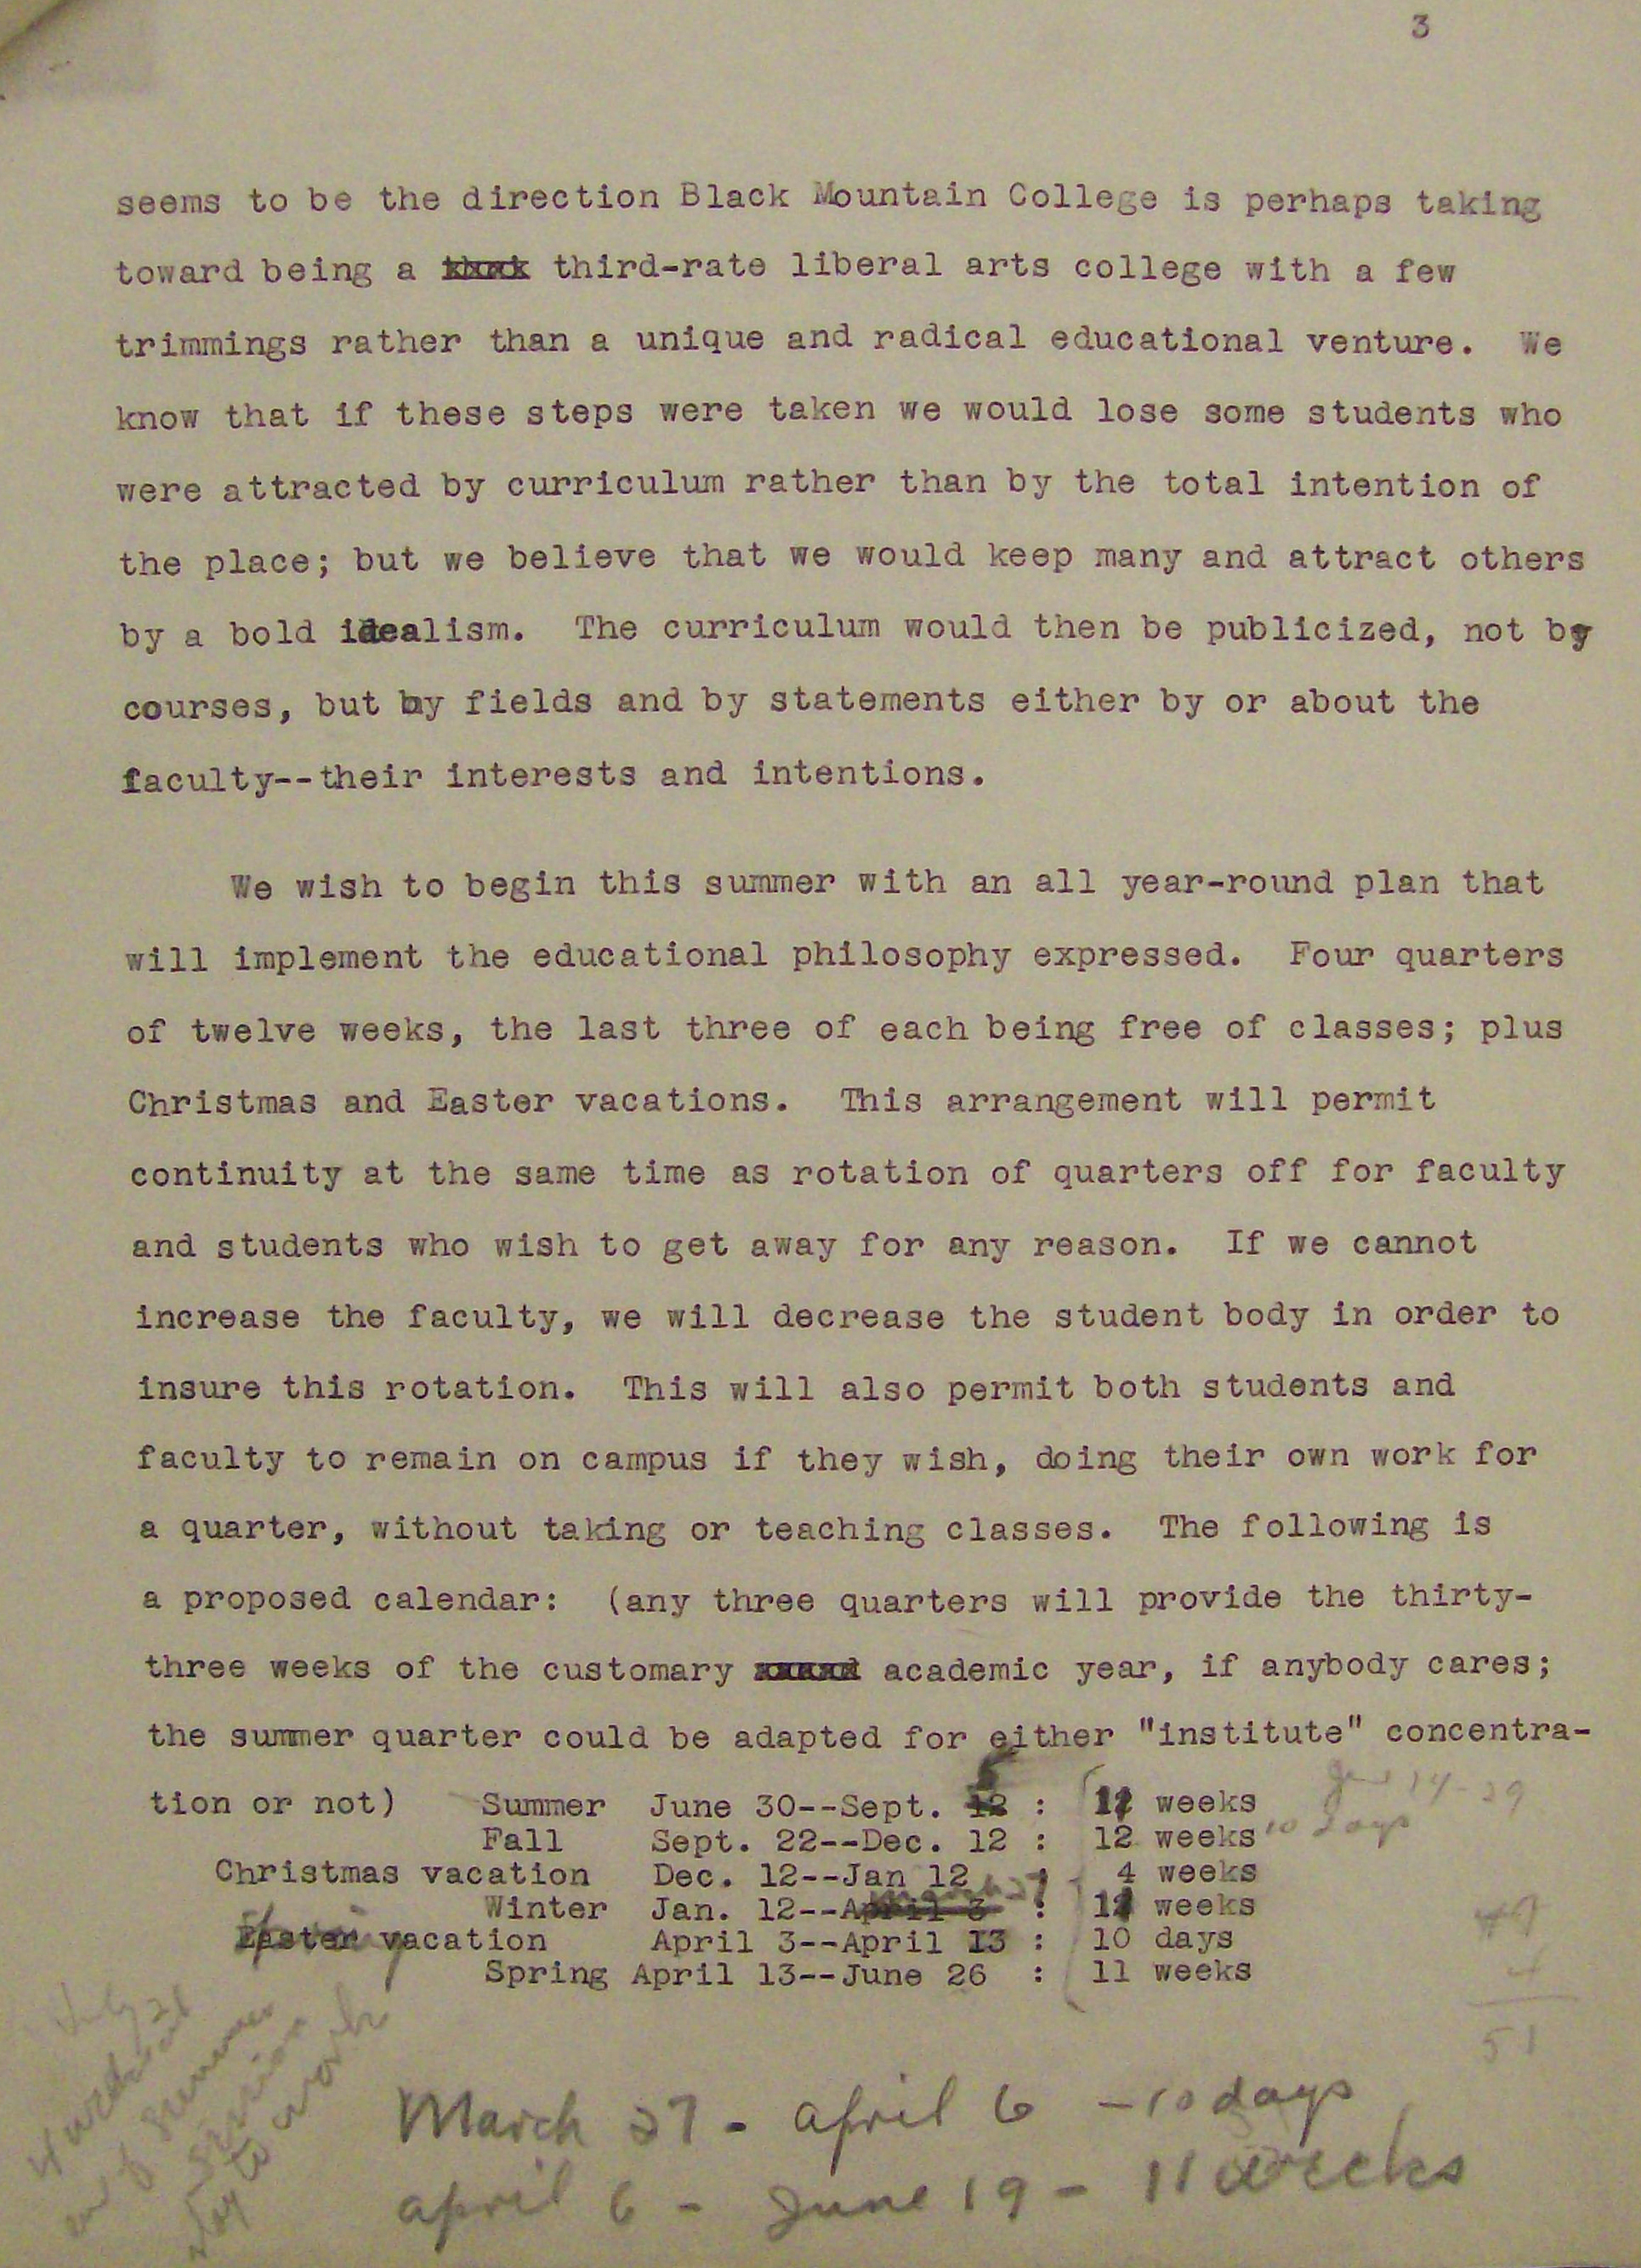 3
seems to be the direction Black Mountain College is perhaps taking
toward being a third-rate liberal arts college with a few
trimmings rather than a unique and radical educational venture. We
know that if these steps were taken we would lose some students who
were attracted by curriculum rather than by the total intention of
the place; but we believe that we would keep many and attract others
by a bold idealism. The curriculum would then be publicized, not by
courses, but by fields and by statements either by or about the
faculty--their interests and intentions.
We wish to begin this summer with an all year-round plan that
will implement the educational philosophy expressed. Four quarters
of twelve weeks, the last three of each being free of classes; plus
Christmas and Easter vacations. This arrangement will permit
continuity at the same time as rotation of quarters off for faculty
and students who wish to get away for any reason. If we cannot
increase the faculty, we will decrease the student body in order to
insure this rotation. This will also permit both students and
faculty to remain on campus if they wish, doing their own work for
a quarter, without taking or teaching classes. The following is
a proposed calendar: (any three quarters will provide the thirty-
three weeks of the customary academic year, if anybody cares;
the summer quarter could be adapted for either "institute" concentra-
tion or not) Summer June 30--Sept. 12 : weeks
Fall Sept. 22--Dec. 12 : 12 weeks 10 days
Christmas vacation Dec. 12--Jan 12 : 4 weeks
Winter Jan. 12--April 3 : weeks
Easter vacation April 3--April 13 : 10 days
Spring April 13--June 26 : 11 weeks
51
March 27 - april 6 - 10 days
april 6 - June 19 - 11 weeks